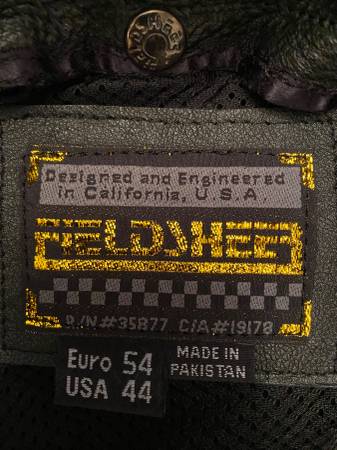 Designed and Engineered
in California, U.S.A.
FIELDSHEER
R/N#35877 C/A#19178
Euro 54
USA 44
MADE IN
PAKISTAN